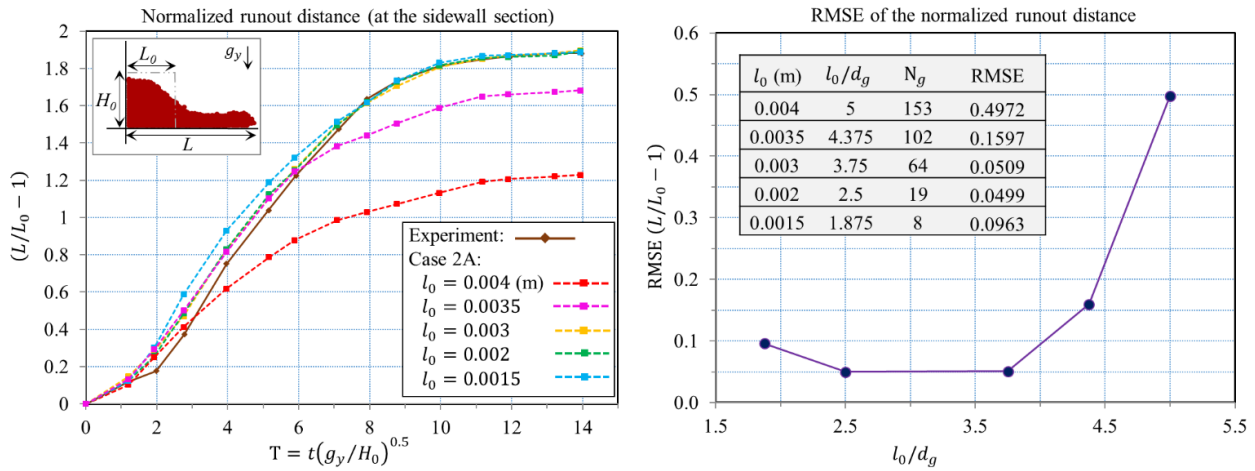 Normalized runout distance (at the sidewall section)
2
1.8
1.6
1.4
1.2
1
0.8
0.6
0.4
0.2
0
(L/L₀ − 1)
L₀
g_y
H₀
L
Experiment:
Case 2A:
l₀ = 0.004 (m)
l₀ = 0.0035
l₀ = 0.003
l₀ = 0.002
l₀ = 0.0015
0 2 4 6 8 10 12 14
T = t(g_y/H₀)^0.5
RMSE of the normalized runout distance
0.6
0.5
0.4
0.3
0.2
0.1
0.0
RMSE (L/L₀ − 1)
l₀ (m) l₀/d_g N_g RMSE
0.004 5 153 0.4972
0.0035 4.375 102 0.1597
0.003 3.75 64 0.0509
0.002 2.5 19 0.0499
0.0015 1.875 8 0.0963
1.5 2.5 3.5 4.5 5.5
l₀/d_g